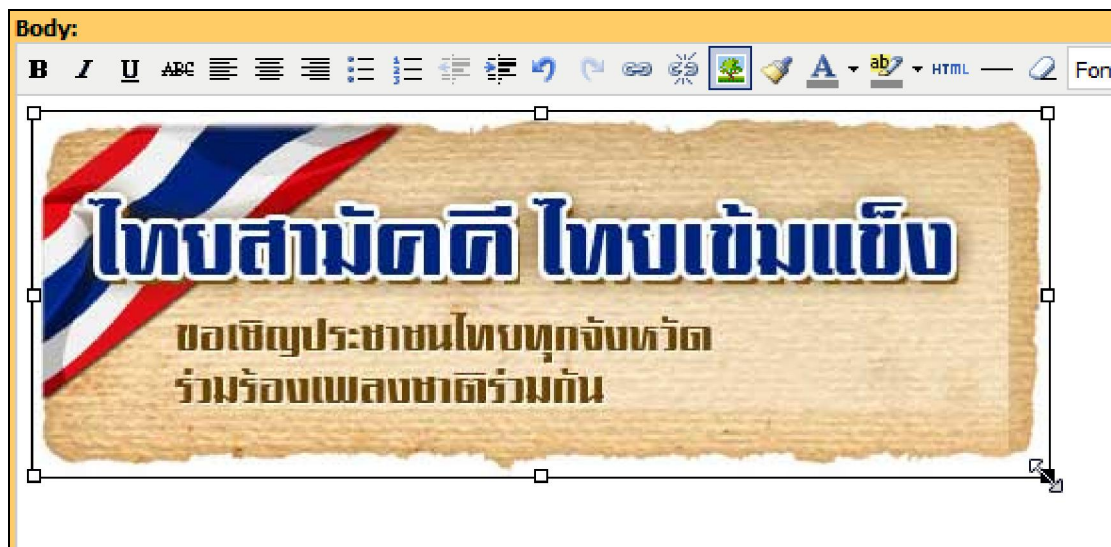 Body:
B I U ABC HTML Fon
ไทยสามัคคี ไทยเข้มแข็ง
ขอเชิญประชาชนไทยทุกจังหวัด
ร่วมร้องเพลงชาติร่วมกัน